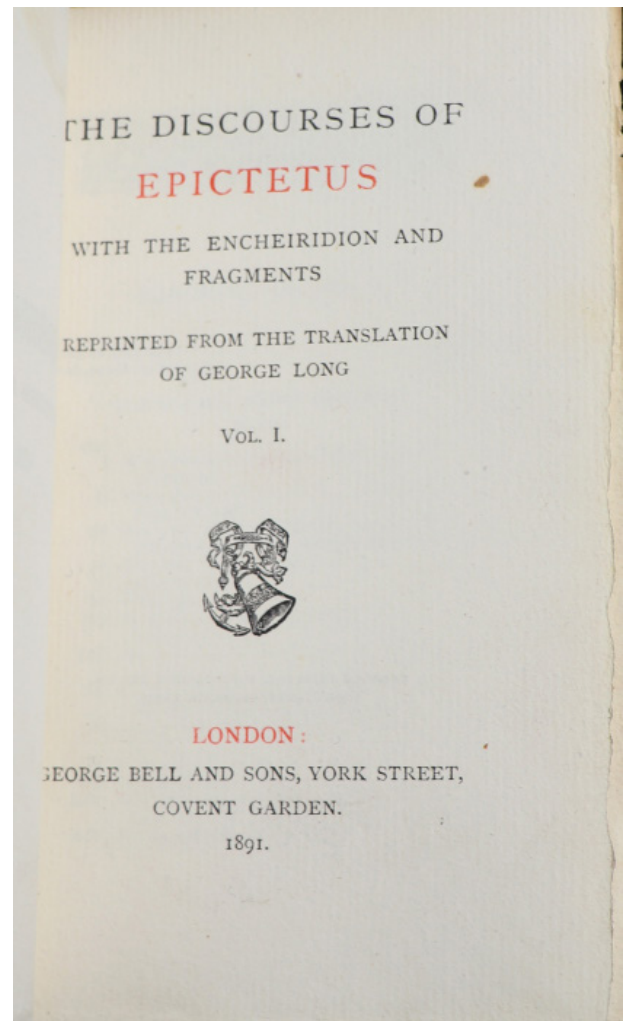 THE DISCOURSES OF
EPICTETUS
WITH THE ENCHEIRIDION AND
FRAGMENTS
REPRINTED FROM THE TRANSLATION
OF GEORGE LONG
VOL. I.
LONDON:
GEORGE BELL AND SONS, YORK STREET,
COVENT GARDEN.
1891.